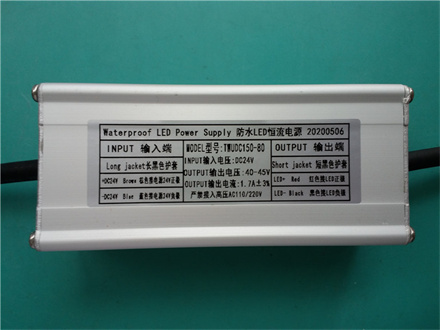 Waterproof LED Power Supply 防水LED恒流电源 20200506
INPUT 输入端
Long jacket长黑色护套
+DC24V Brown 棕色接电源24V正极
-DC24V Blue 蓝色接电源24V负极
MODEL型号:TWUDC150-80
INPUT输入电压:DC24V
OUTPUT输出电压: 40-45V
OUTPUT输出电流:1.7A±3%
严禁接入高压AC110/220V
OUTPUT 输出端
Short jacket 短黑色护套
LED+ Red 红色接LED正极
LED- Black 黑色接LED负极